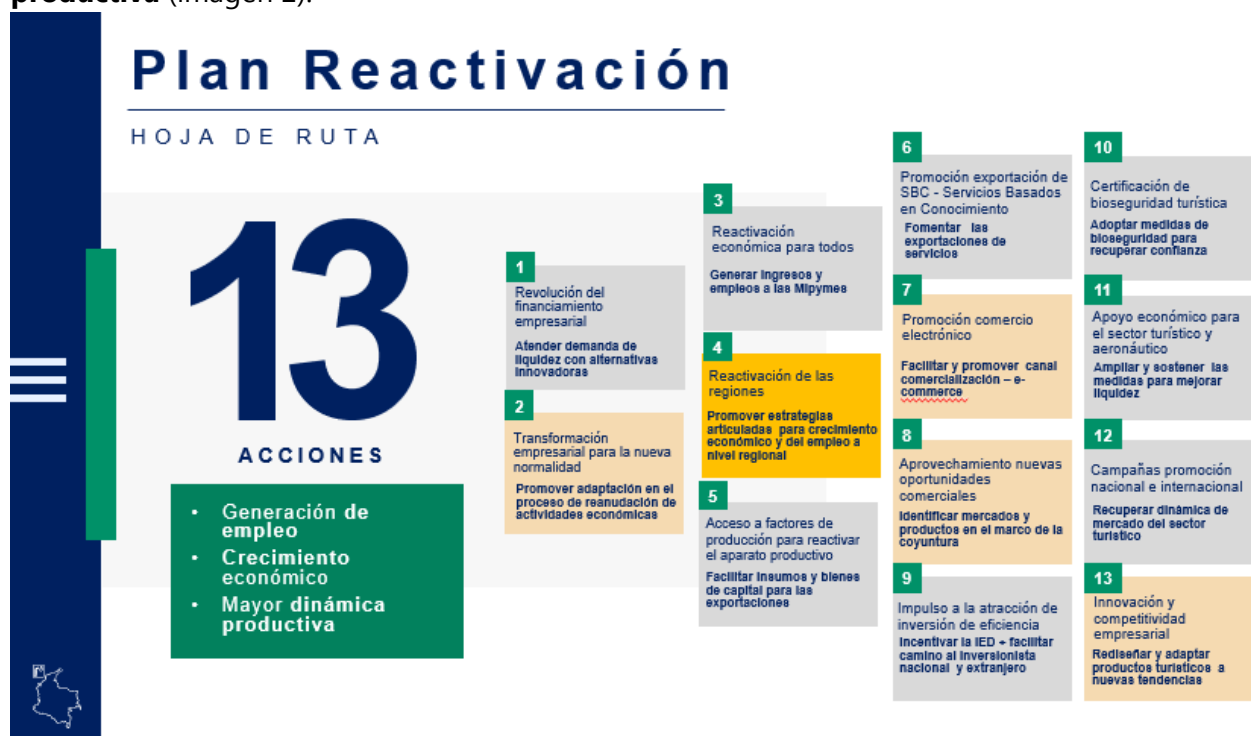 productiva (imagen 2).
Plan Reactivación
HOJA DE RUTA
13
ACCIONES
• Generación de
empleo
• Crecimiento
económico
• Mayor dinámica
productiva
1
Revolución del
financiamiento
empresarial
Atender demanda de
liquidez con alternativas
innovadoras
2
Transformación
empresarial para la nueva
normalidad
Promover adaptación en el
proceso de reanudación de
actividades económicas
3
Reactivación
económica para todos
Generar ingresos y
empleos a las Mipymes
4
Reactivación de las
regiones
Promover estrategias
articuladas para crecimiento
económico y del empleo a
nivel regional
5
Acceso a factores de
producción para reactivar
el aparato productivo
Facilitar insumos y bienes
de capital para las
exportaciones
6
Promoción exportación de
SBC - Servicios Basados
en Conocimiento
Fomentar las
exportaciones de
servicios
7
Promoción comercio
electrónico
Facilitar y promover canal
comercialización – e-
commerce
8
Aprovechamiento nuevas
oportunidades
comerciales
Identificar mercados y
productos en el marco de la
coyuntura
9
Impulso a la atracción de
inversión de eficiencia
Incentivar la IED + facilitar
camino al inversionista
nacional y extranjero
10
Certificación de
bioseguridad turística
Adoptar medidas de
bioseguridad para
recuperar confianza
11
Apoyo económico para
el sector turístico y
aeronáutico
Ampliar y sostener las
medidas para mejorar
liquidez
12
Campañas promoción
nacional e internacional
Recuperar dinámica de
mercado del sector
turístico
13
Innovación y
competitividad
empresarial
Rediseñar y adaptar
productos turísticos a
nuevas tendencias